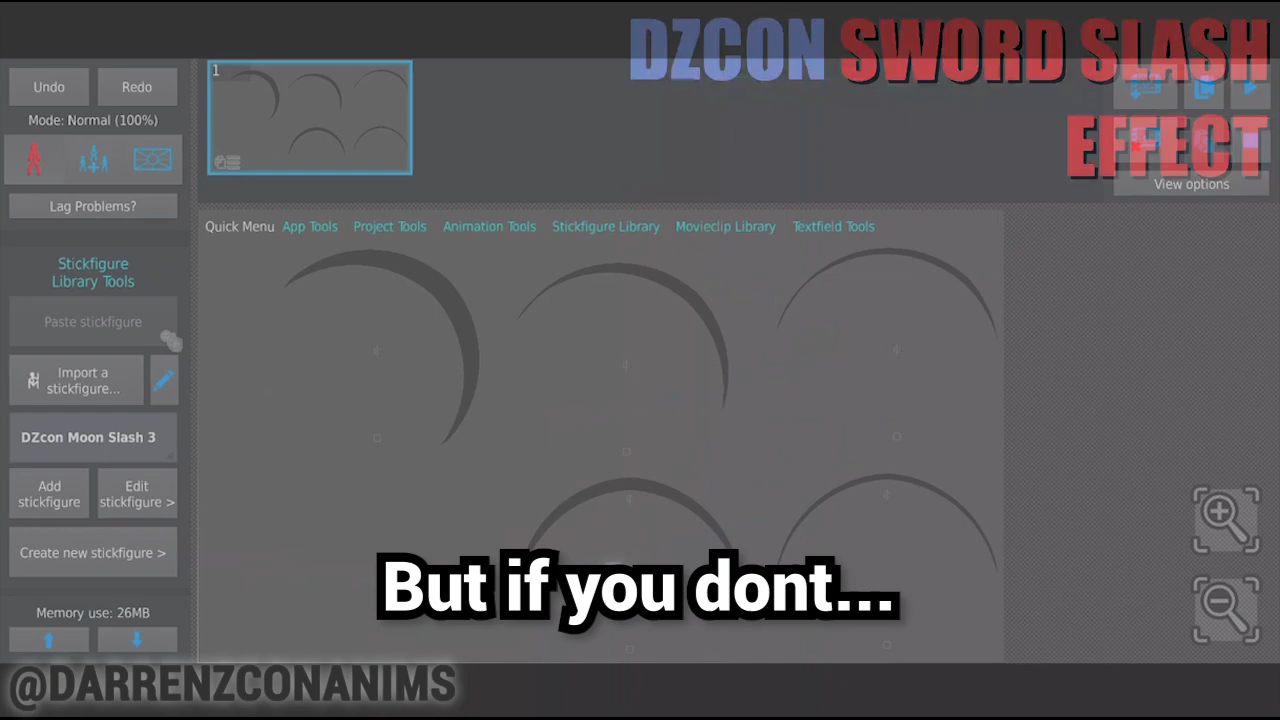 DZCON SWORD SLASH
EFFECT
Undo
Redo
Mode: Normal (100%)
Lag Problems?
1
View options
Quick Menu App Tools Project Tools Animation Tools Stickfigure Library Movieclip Library Textfield Tools
Stickfigure
Library Tools
Paste stickfigure
Import a
stickfigure...
DZcon Moon Slash 3
Add
stickfigure
Edit
stickfigure >
Create new stickfigure >
Memory use: 26MB
But if you dont...
@DARRENZCONANIMS